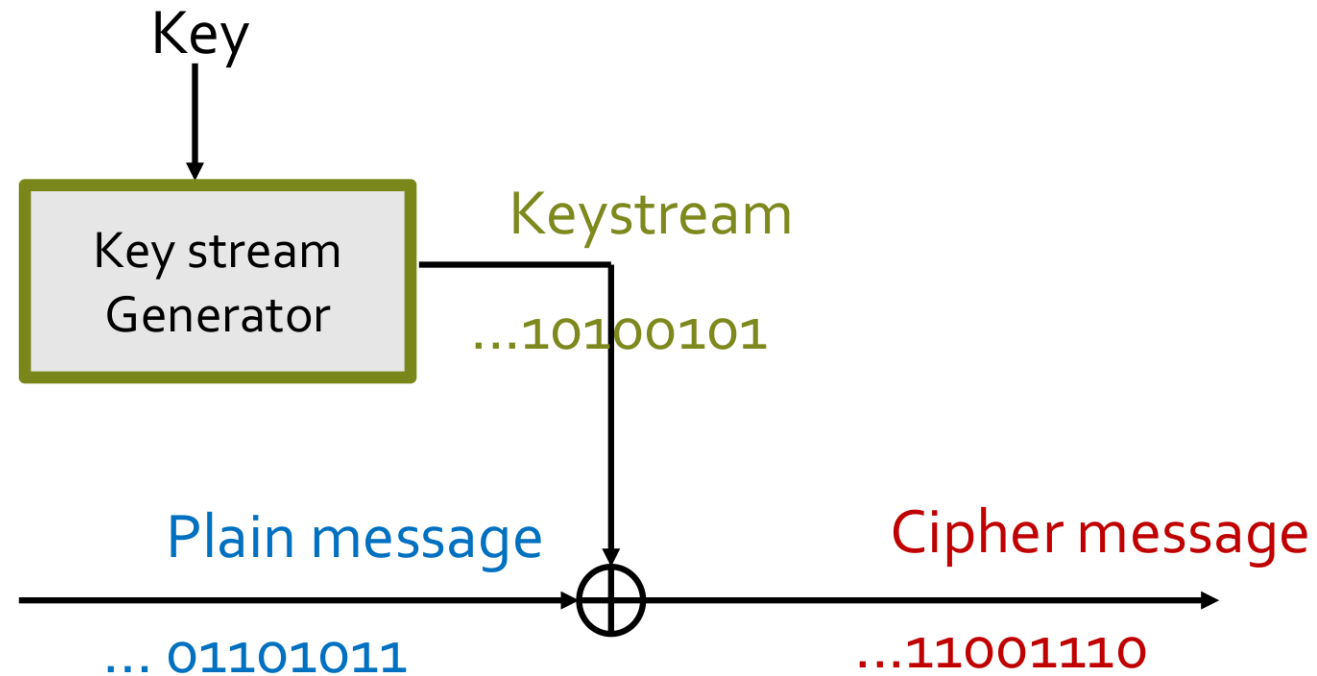 Key
Key stream
Generator
Keystream
...10100101
Plain message
Cipher message
... 01101011
...11001110